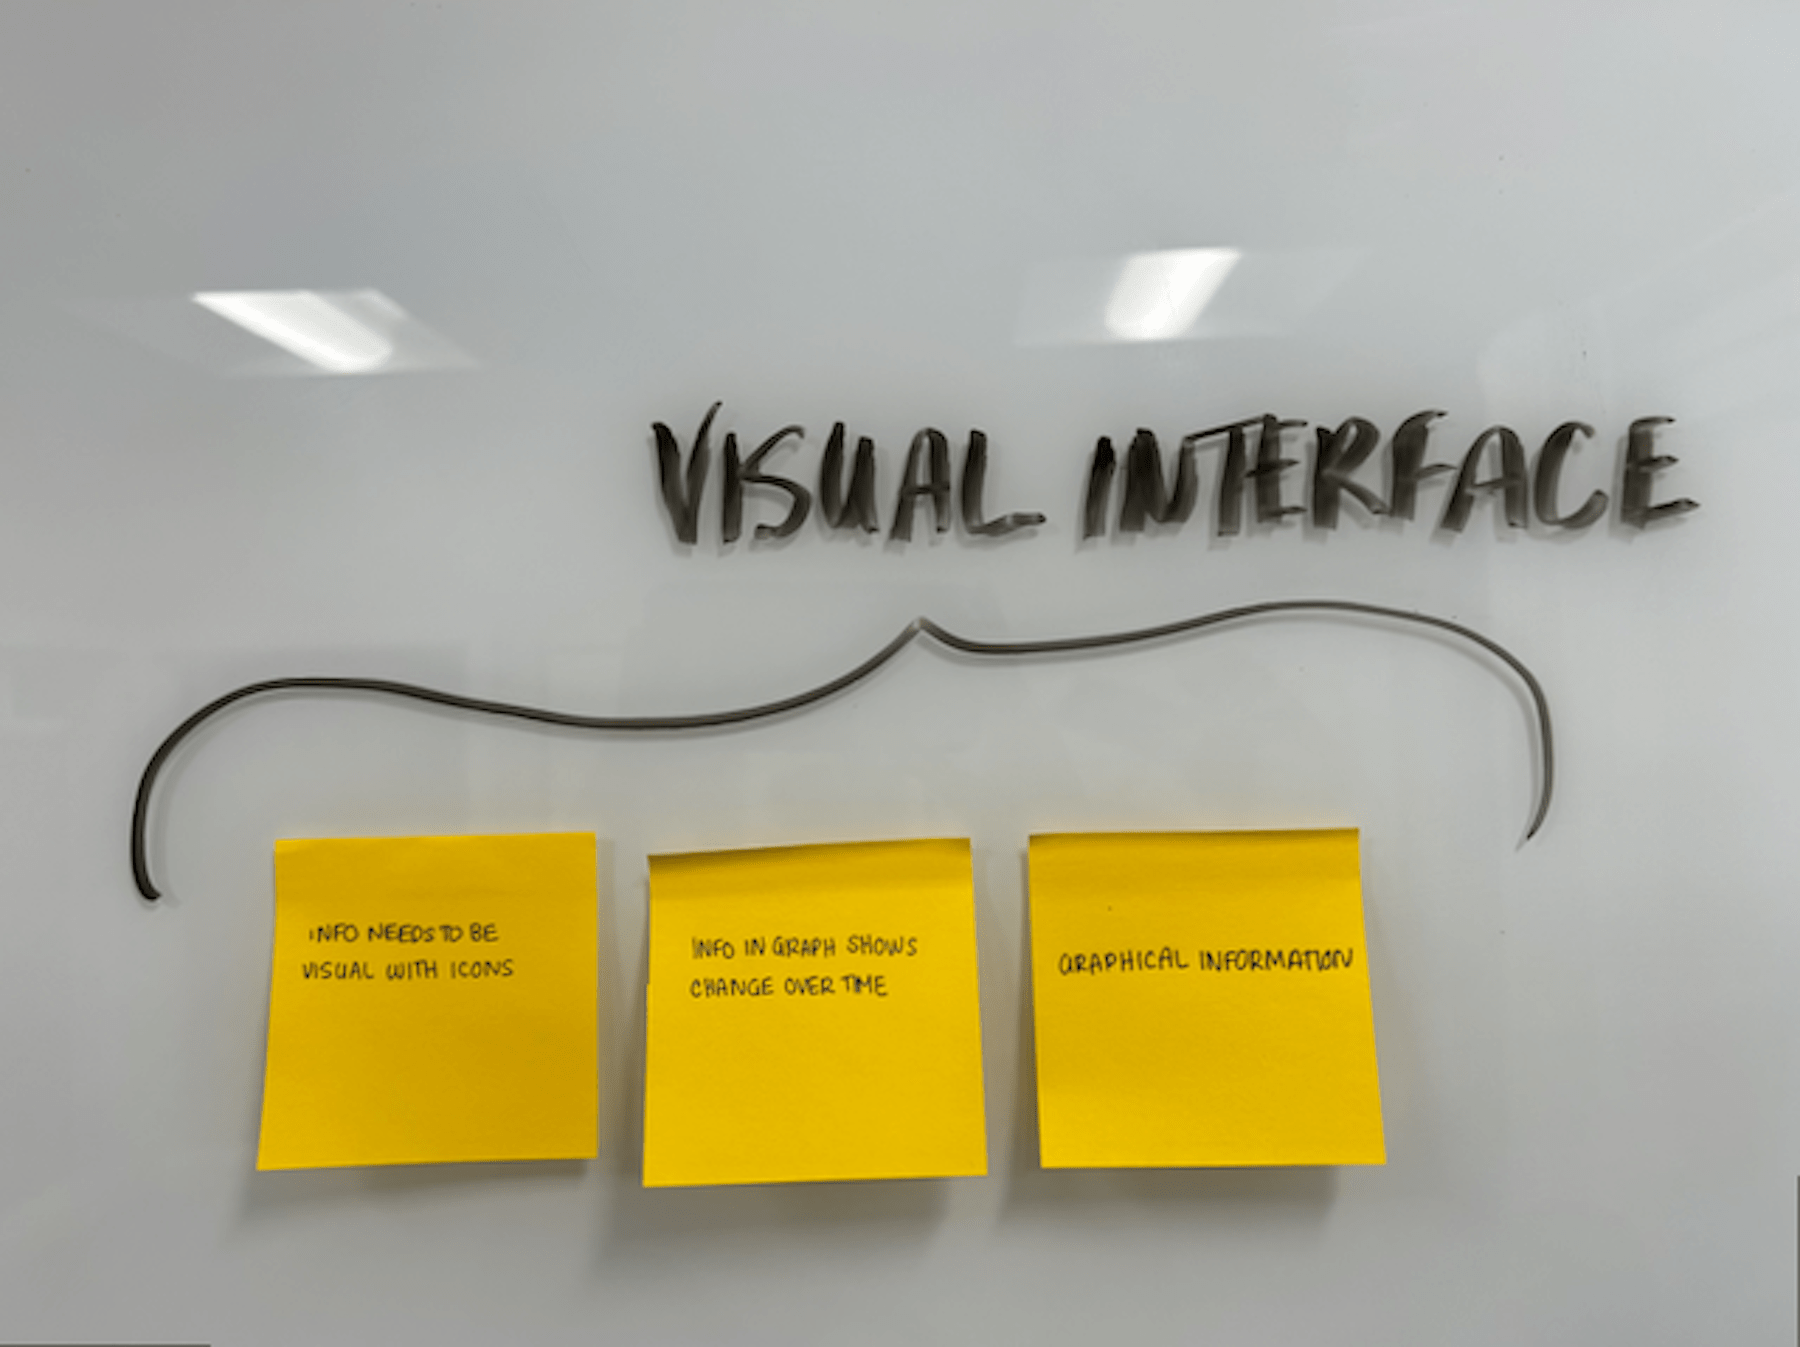 VISUAL INTERFACE
INFO NEEDS TO BE
VISUAL WITH ICONS
INFO IN GRAPH SHOWS
CHANGE OVER TIME
GRAPHICAL INFORMATION